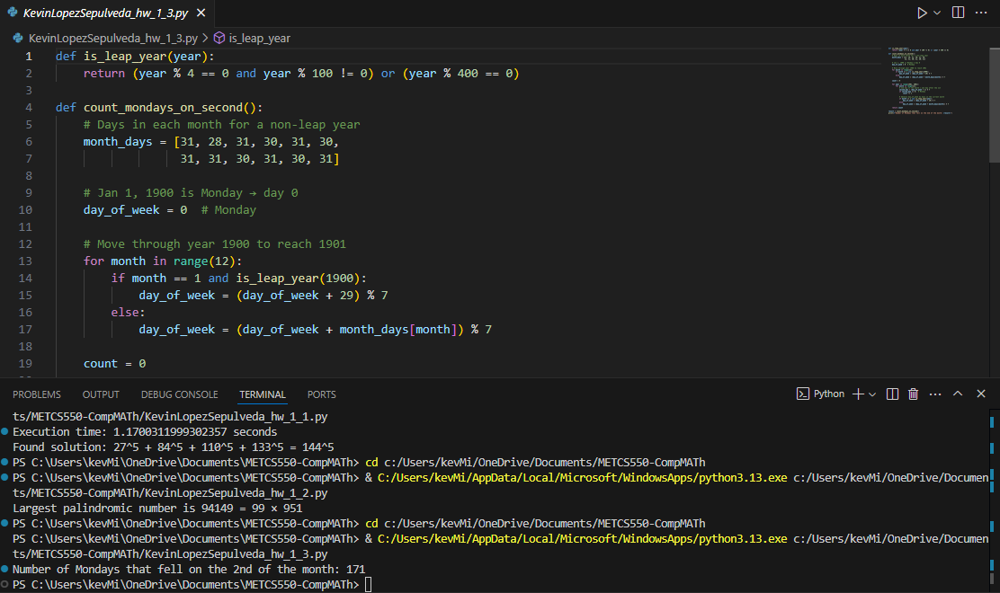 KevinLopezSepulveda_hw_1_3.py
KevinLopezSepulveda_hw_1_3.py > is_leap_year
1 def is_leap_year(year):
2 return (year % 4 == 0 and year % 100 != 0) or (year % 400 == 0)
3
4 def count_mondays_on_second():
5 # Days in each month for a non-leap year
6 month_days = [31, 28, 31, 30, 31, 30,
7 31, 31, 30, 31, 30, 31]
8
9 # Jan 1, 1900 is Monday → day 0
10 day_of_week = 0 # Monday
11
12 # Move through year 1900 to reach 1901
13 for month in range(12):
14 if month == 1 and is_leap_year(1900):
15 day_of_week = (day_of_week + 29) % 7
16 else:
17 day_of_week = (day_of_week + month_days[month]) % 7
18
19 count = 0
PROBLEMS OUTPUT DEBUG CONSOLE TERMINAL PORTS Python
ts/METCS550-CompMATh/KevinLopezSepulveda_hw_1_1.py
Execution time: 1.1700311999302357 seconds
Found solution: 27^5 + 84^5 + 110^5 + 133^5 = 144^5
PS C:\Users\kevMi\OneDrive\Documents\METCS550-CompMATh> cd c:/Users/kevMi/OneDrive/Documents/METCS550-CompMATh
PS C:\Users\kevMi\OneDrive\Documents\METCS550-CompMATh> & C:/Users/kevMi/AppData/Local/Microsoft/WindowsApps/python3.13.exe c:/Users/kevMi/OneDrive/Documen
ts/METCS550-CompMATh/KevinLopezSepulveda_hw_1_2.py
Largest palindromic number is 94149 = 99 × 951
PS C:\Users\kevMi\OneDrive\Documents\METCS550-CompMATh> cd c:/Users/kevMi/OneDrive/Documents/METCS550-CompMATh
PS C:\Users\kevMi\OneDrive\Documents\METCS550-CompMATh> & C:/Users/kevMi/AppData/Local/Microsoft/WindowsApps/python3.13.exe c:/Users/kevMi/OneDrive/Documen
ts/METCS550-CompMATh/KevinLopezSepulveda_hw_1_3.py
Number of Mondays that fell on the 2nd of the month: 171
PS C:\Users\kevMi\OneDrive\Documents\METCS550-CompMATh>